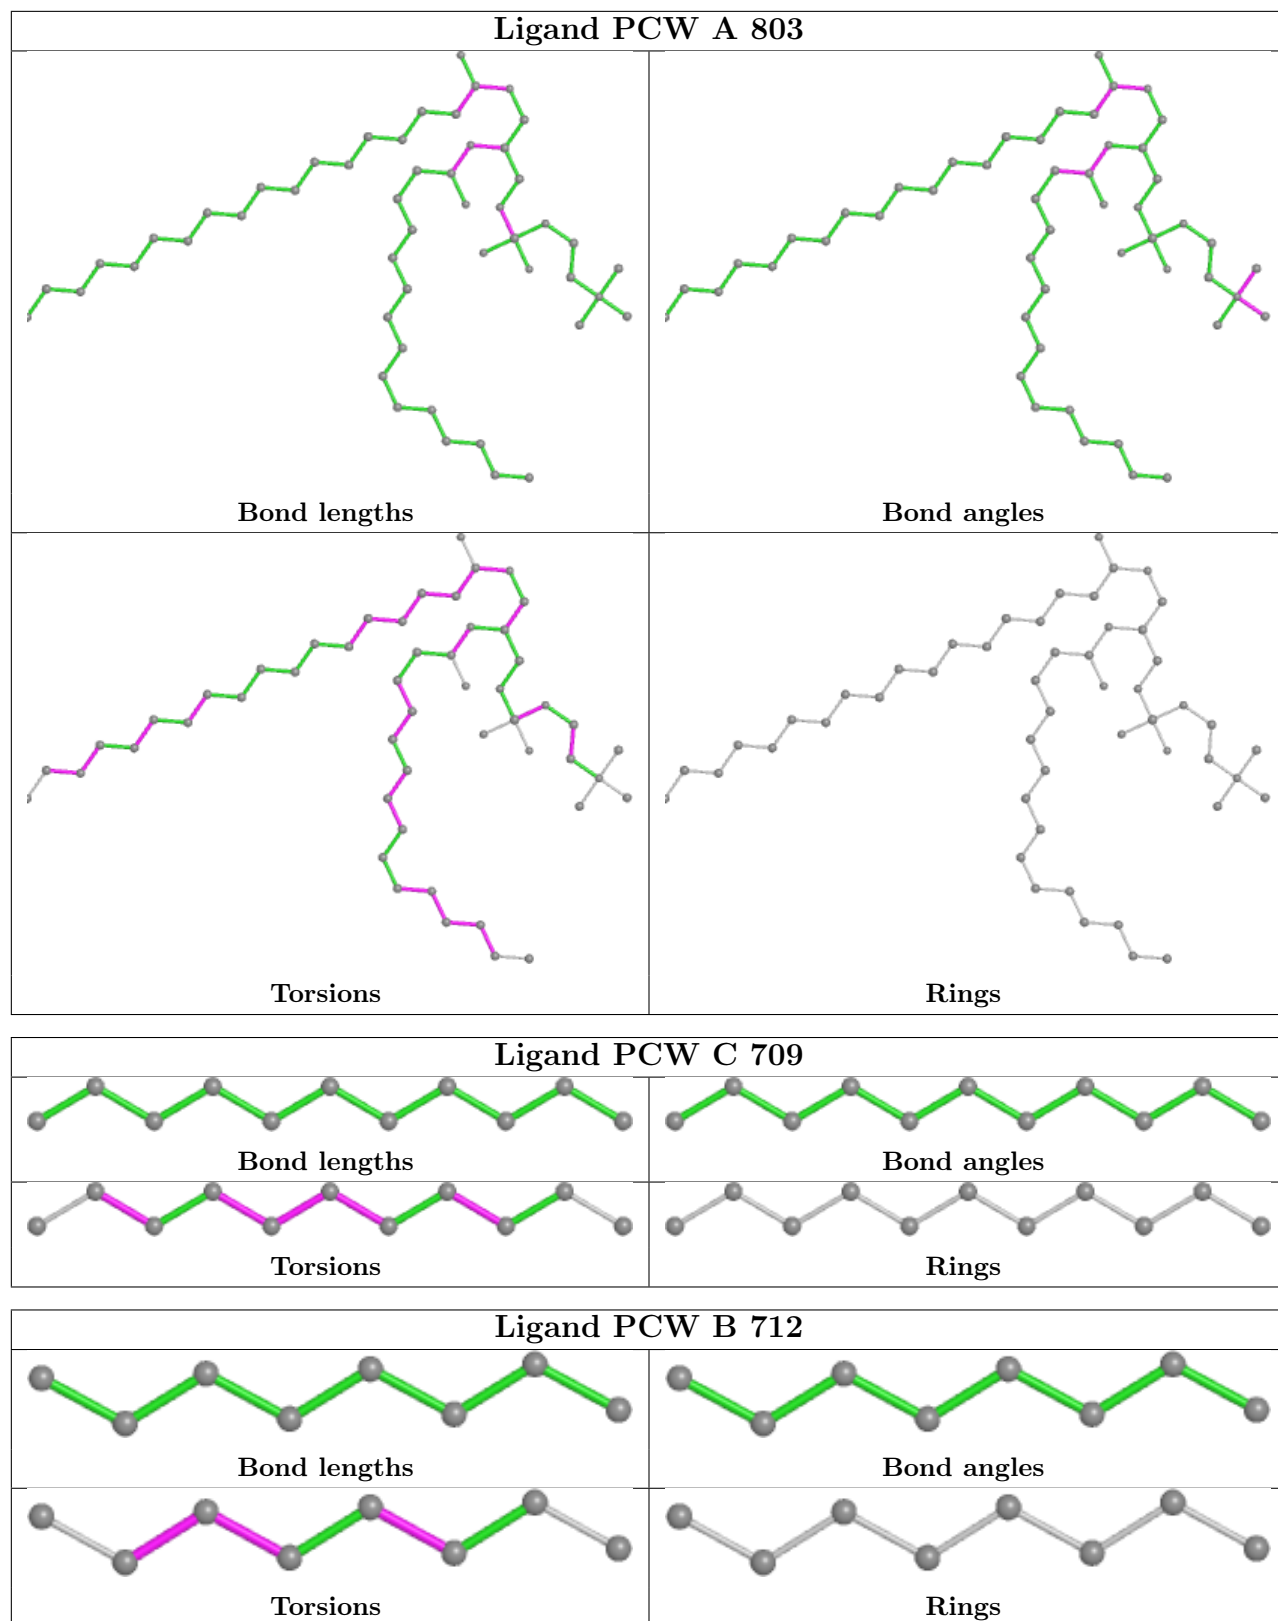 Ligand PCW A 803
Bond lengths
Bond angles
Torsions
Rings
Ligand PCW C 709
Bond lengths
Bond angles
Torsions
Rings
Ligand PCW B 712
Bond lengths
Bond angles
Torsions
Rings